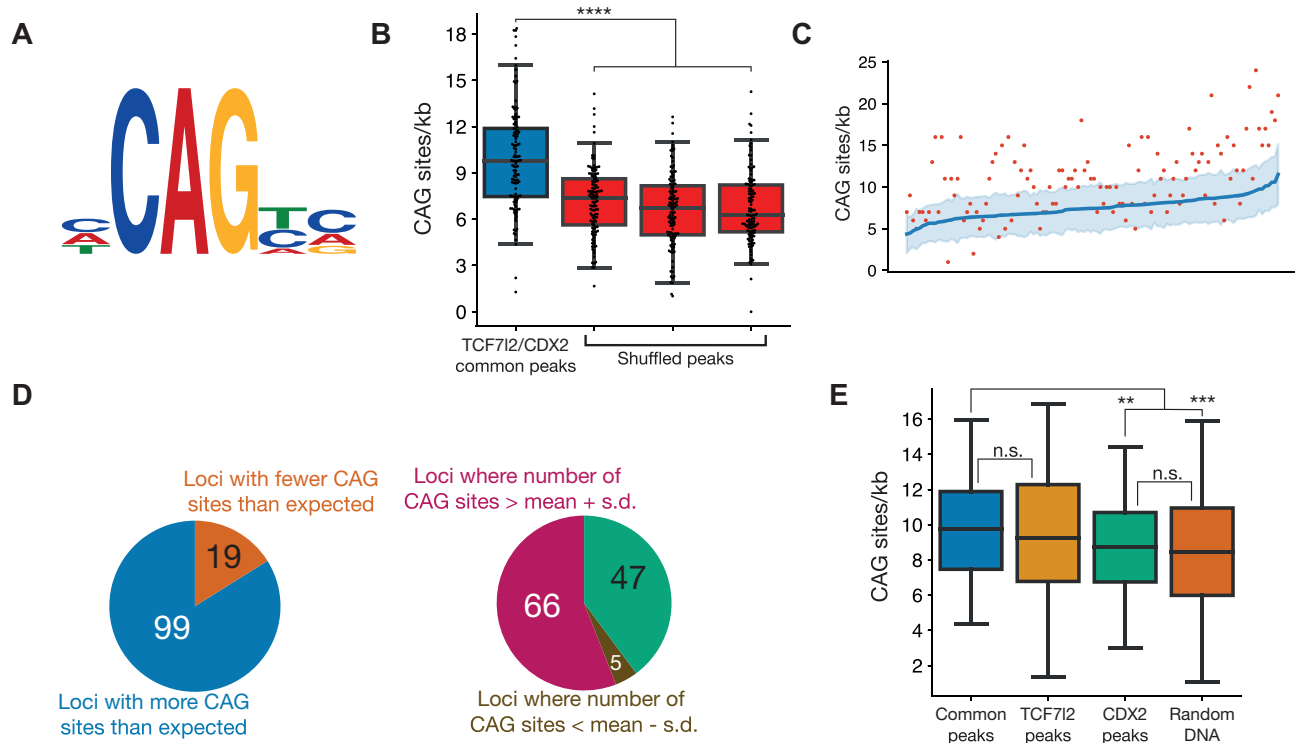 A
C
A
T
CAG
T
C
A
C
A
G
B
****
CAG sites/kb
18
15
12
9
6
3
0
TCF7l2/CDX2
common peaks
Shuffled peaks
C
CAG sites/kb
25
20
15
10
5
0
D
Loci with fewer CAG
sites than expected
19
99
Loci with more CAG
sites than expected
Loci where number of
CAG sites > mean + s.d.
47
66
5
Loci where number of
CAG sites < mean - s.d.
E
CAG sites/kb
16
14
12
10
8
6
4
2
n.s.
**
***
n.s.
Common
peaks
TCF7l2
peaks
CDX2
peaks
Random
DNA